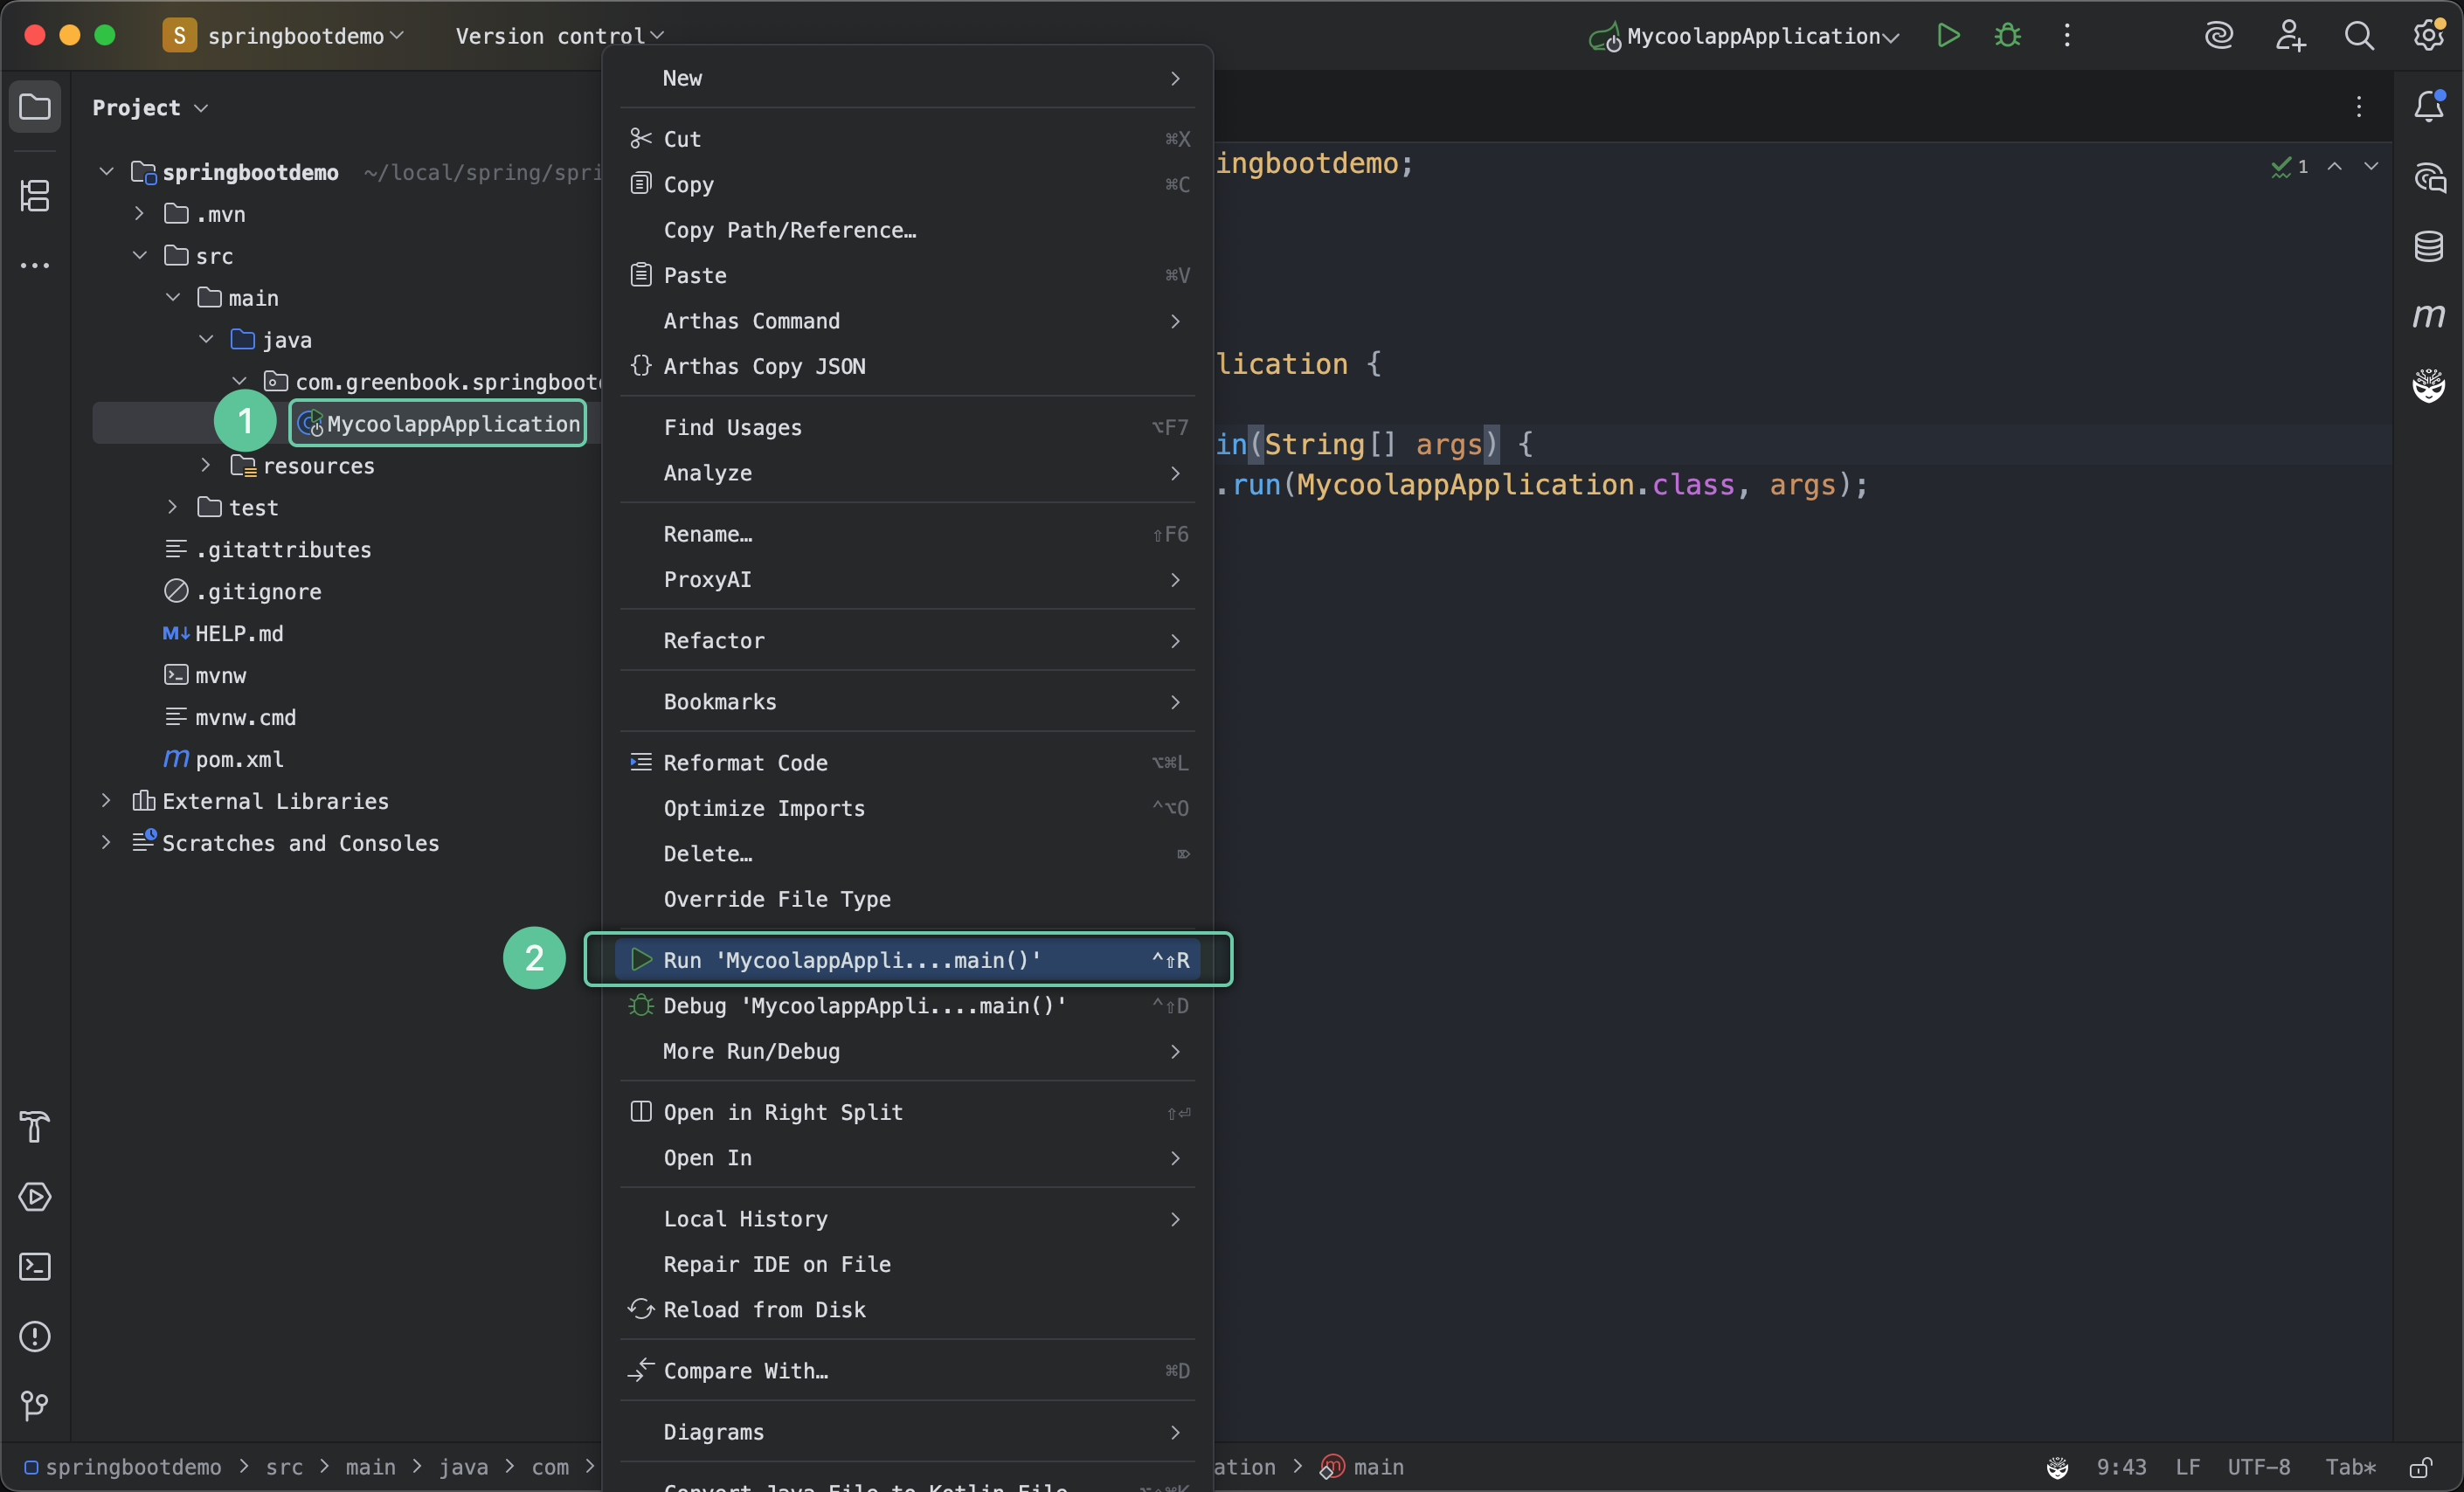 S springbootdemo Version control MycoolappApplication
Project
springbootdemo ~/local/spring/spri
.mvn
src
main
java
com.greenbook.springboot
1 MycoolappApplication
resources
test
.gitattributes
.gitignore
M↓ HELP.md
mvnw
mvnw.cmd
m pom.xml
External Libraries
Scratches and Consoles
New
Cut ⌘X
Copy ⌘C
Copy Path/Reference…
Paste ⌘V
Arthas Command
{} Arthas Copy JSON
Find Usages ⌥F7
Analyze
Rename… ⇧F6
ProxyAI
Refactor
Bookmarks
Reformat Code ⌥⌘L
Optimize Imports ^⌥O
Delete… ⌦
Override File Type
2 Run 'MycoolappAppli....main()' ^⇧R
Debug 'MycoolappAppli....main()' ^⇧D
More Run/Debug
Open in Right Split ⇧⏎
Open In
Local History
Repair IDE on File
Reload from Disk
Compare With… ⌘D
Diagrams
Convert Java File to Kotlin File ⌥⇧⌘K
ingbootdemo;
1
lication {
in(String[] args) {
.run(MycoolappApplication.class, args);
m
springbootdemo > src > main > java > com > ation > m main 9:43 LF UTF-8 Tab*